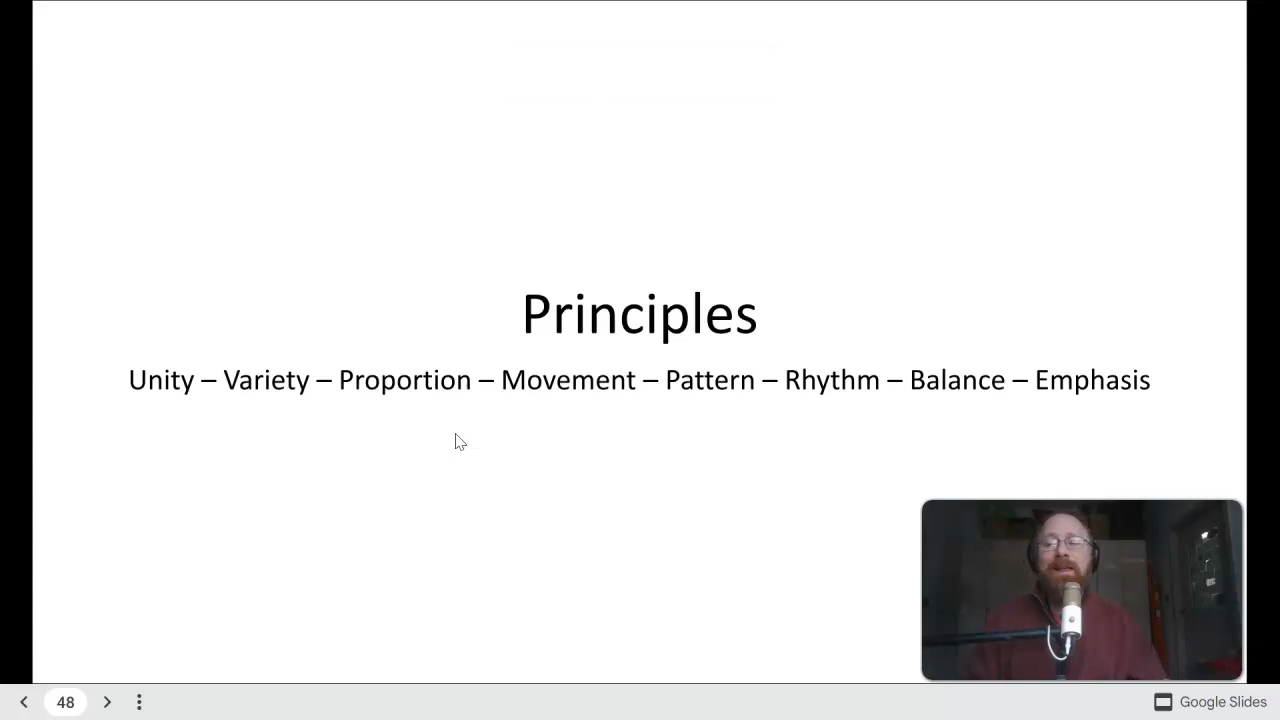 Principles
Unity – Variety – Proportion – Movement – Pattern – Rhythm – Balance – Emphasis
48
Google Slides